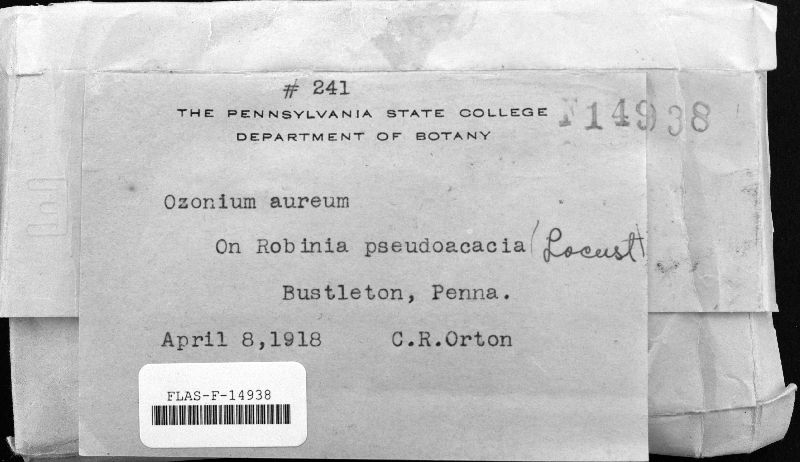 # 241
THE PENNSYLVANIA STATE COLLEGE
DEPARTMENT OF BOTANY
F14938
Ozonium aureum
On Robinia pseudoacacia (Locust)
Bustleton, Penna.
April 8,1918 C.R.Orton
FLAS-F-14938